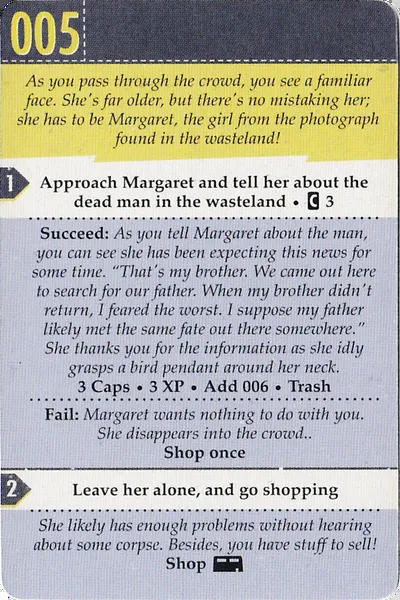 005
As you pass through the crowd, you see a familiar
face. She's far older, but there's no mistaking her;
she has to be Margaret, the girl from the photograph
found in the wasteland!
1
Approach Margaret and tell her about the
dead man in the wasteland • C 3
Succeed: As you tell Margaret about the man,
you can see she has been expecting this news for
some time. “That's my brother. We came out here
to search for our father. When my brother didn't
return, I feared the worst. I suppose my father
likely met the same fate out there somewhere.”
She thanks you for the information as she idly
grasps a bird pendant around her neck.
3 Caps • 3 XP • Add 006 • Trash
Fail: Margaret wants nothing to do with you.
She disappears into the crowd..
Shop once
2
Leave her alone, and go shopping
She likely has enough problems without hearing
about some corpse. Besides, you have stuff to sell!
Shop